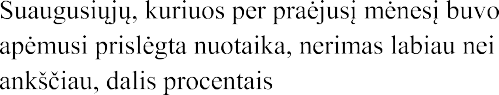 Suaugusiųjų, kuriuos per praėjusį mėnesį buvo
apėmusi prislėgta nuotaika, nerimas labiau nei
anksčiau, dalis procentais